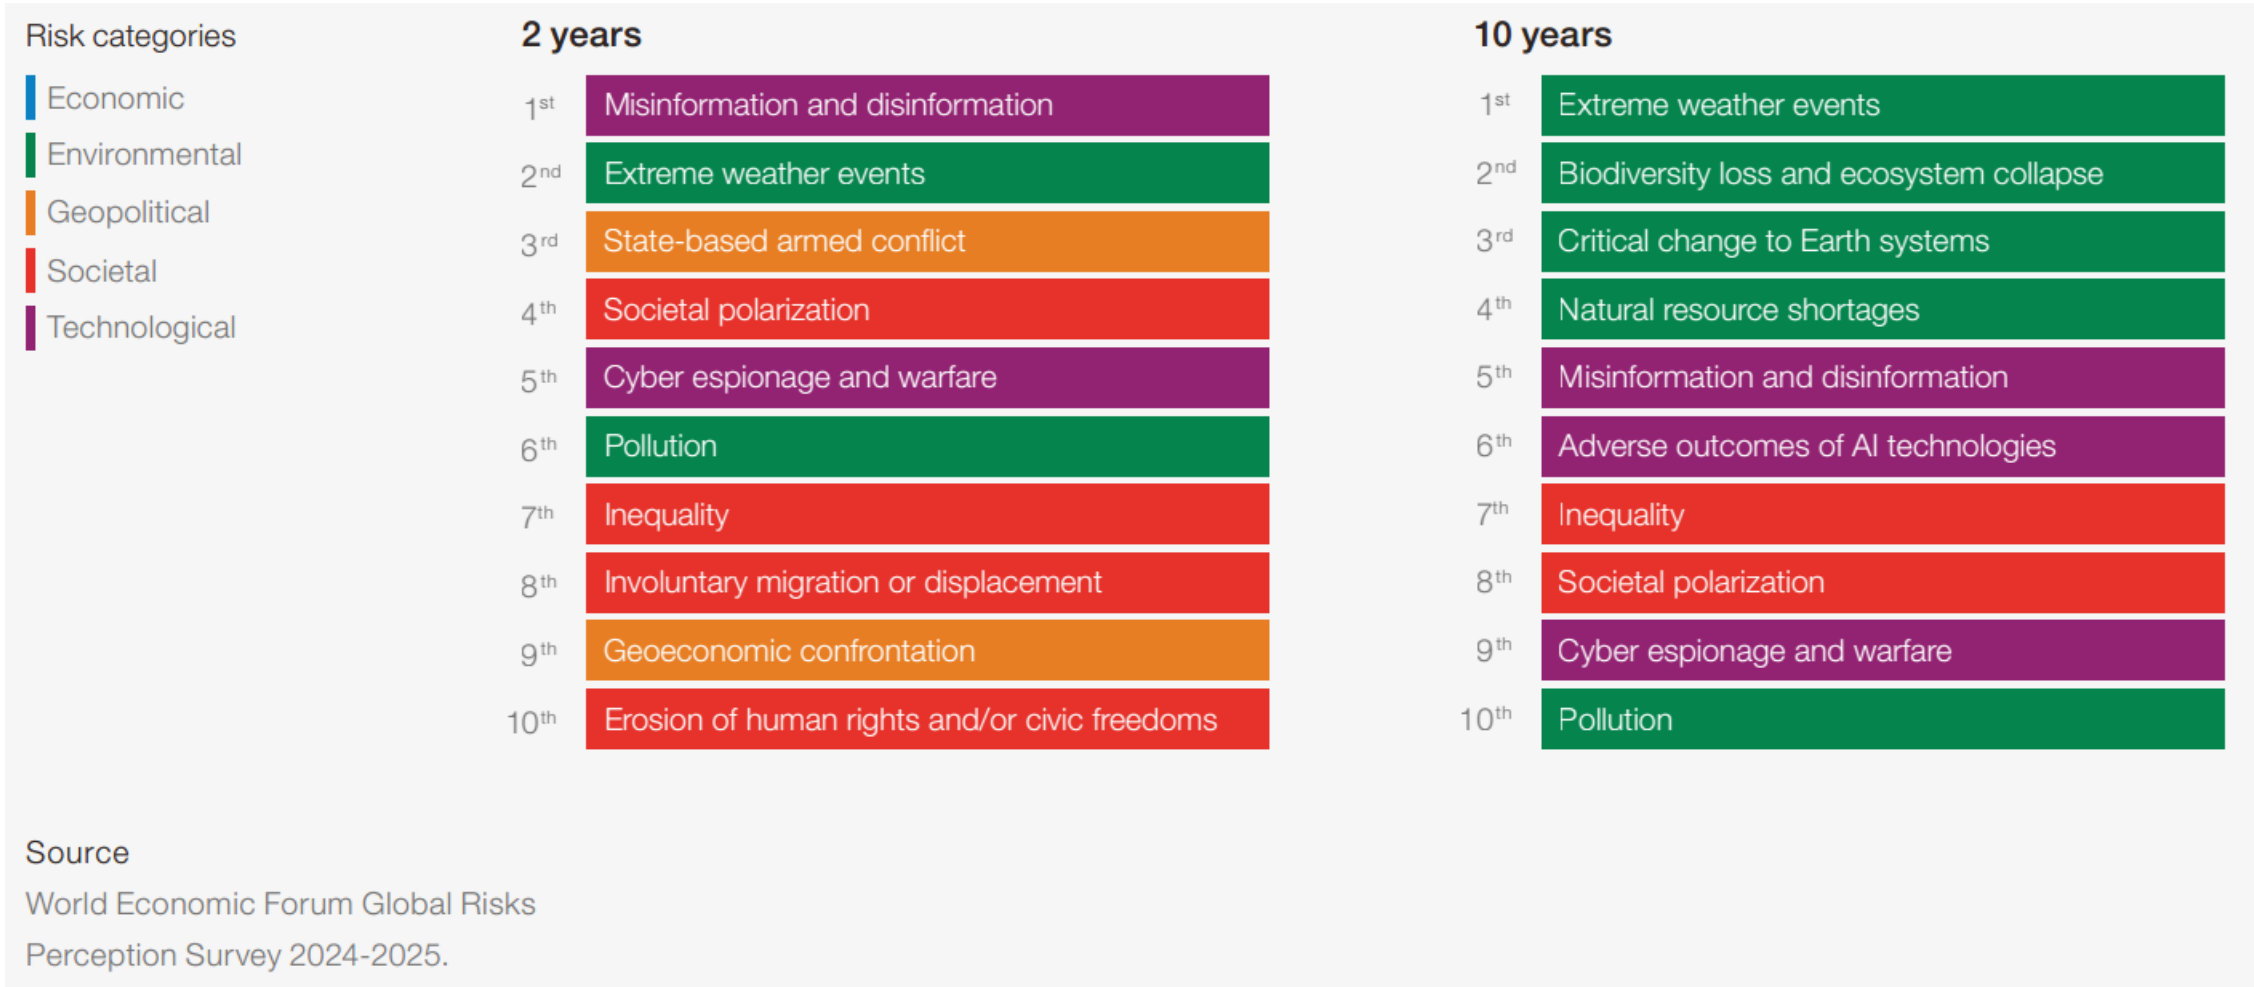 Risk categories
Economic
Environmental
Geopolitical
Societal
Technological
2 years
1st Misinformation and disinformation
2nd Extreme weather events
3rd State-based armed conflict
4th Societal polarization
5th Cyber espionage and warfare
6th Pollution
7th Inequality
8th Involuntary migration or displacement
9th Geoeconomic confrontation
10th Erosion of human rights and/or civic freedoms
10 years
1st Extreme weather events
2nd Biodiversity loss and ecosystem collapse
3rd Critical change to Earth systems
4th Natural resource shortages
5th Misinformation and disinformation
6th Adverse outcomes of AI technologies
7th Inequality
8th Societal polarization
9th Cyber espionage and warfare
10th Pollution
Source
World Economic Forum Global Risks
Perception Survey 2024-2025.